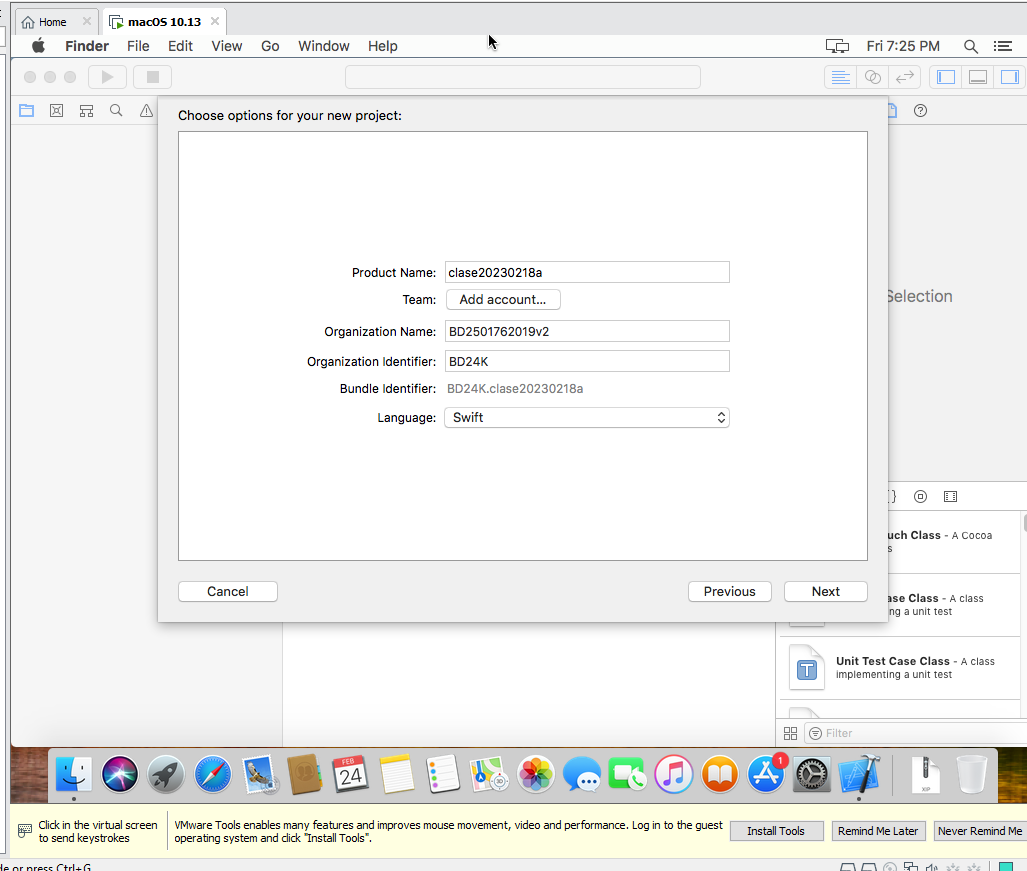 Home
macOS 10.13
Finder File Edit View Go Window Help Fri 7:25 PM
Choose options for your new project:
Product Name: clase20230218a
Team: Add account...
Organization Name: BD2501762019v2
Organization Identifier: BD24K
Bundle Identifier: BD24K.clase20230218a
Language: Swift
Selection
Cancel Previous Next
uch Class - A Cocoa
s
ase Class - A class
ng a unit test
Unit Test Case Class - A class
implementing a unit test
Filter
FEB
24
1
XIP
Click in the virtual screen
to send keystrokes
VMware Tools enables many features and improves mouse movement, video and performance. Log in to the guest
operating system and click "Install Tools".
Install Tools Remind Me Later Never Remind Me
de or press Ctrl+G.